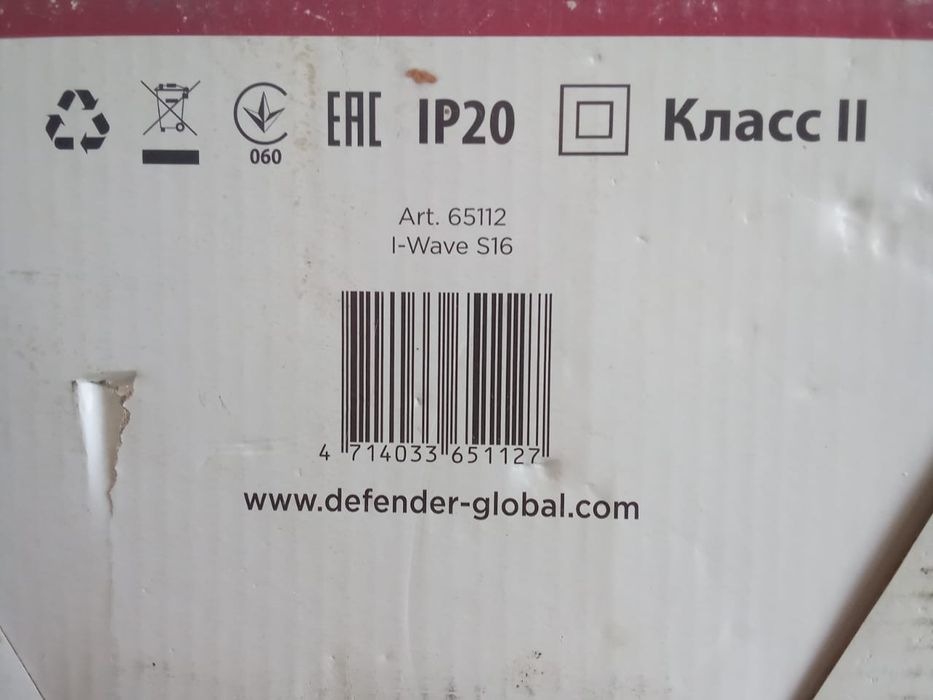 060 EAC IP20 Класс II
Art. 65112
I-Wave S16
4 714033 651127
www.defender-global.com